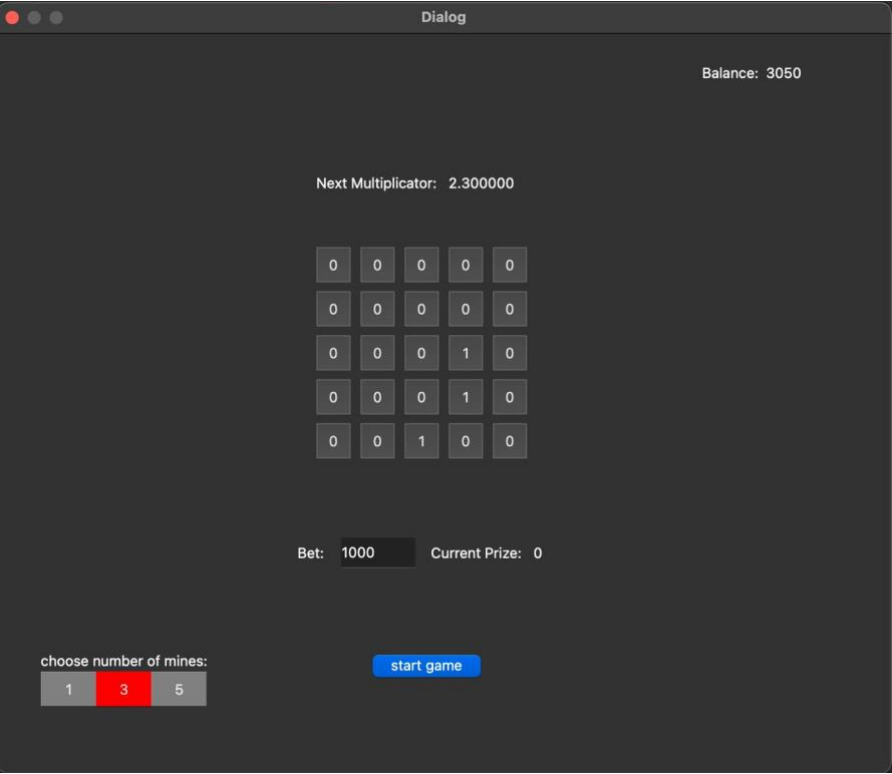 Dialog
Balance: 3050
Next Multiplicator: 2.300000
0 0 0 0 0
0 0 0 0 0
0 0 0 1 0
0 0 0 1 0
0 0 1 0 0
Bet: 1000 Current Prize: 0
choose number of mines:
start game
1 3 5